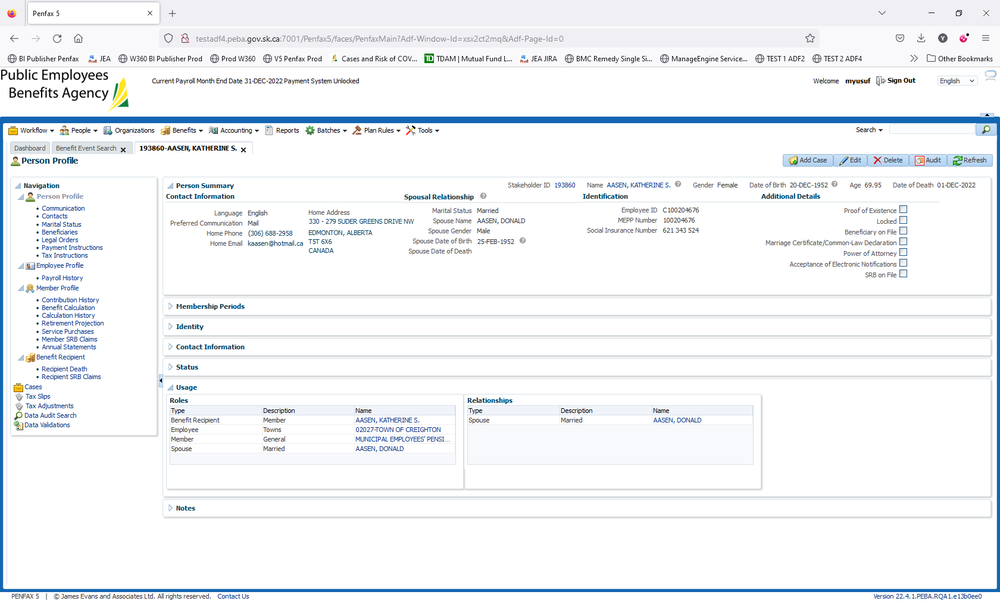 Penfax 5
testadf4.peba.gov.sk.ca:7001/Penfax5/faces/PenfaxMain?Adf-Window-Id=xsx2ct2mq&Adf-Page-Id=0
BI Publisher Penfax JEA W360 BI Publisher Prod Prod W360 V5 Penfax Prod Cases and Risk of COV... TD TDAM | Mutual Fund L... JEA JIRA BMC Remedy Single Si... ManageEngine Service... TEST 1 ADF2 TEST 2 ADF4 Other Bookmarks
Public Employees
Benefits Agency
Current Payroll Month End Date 31-DEC-2022 Payment System Unlocked
Welcome myusuf Sign Out English
Workflow People Organizations Benefits Accounting Reports Batches Plan Rules Tools Search
Dashboard Benefit Event Search 193860-AASEN, KATHERINE S.
Person Profile
Add Case Edit Delete Audit Refresh
Navigation
Person Profile
Communication
Contacts
Marital Status
Beneficiaries
Legal Orders
Payment Instructions
Tax Instructions
Employee Profile
Payroll History
Member Profile
Contribution History
Benefit Calculation
Calculation History
Retirement Projection
Service Purchases
Member SRB Claims
Annual Statements
Benefit Recipient
Recipient Death
Recipient SRB Claims
Cases
Tax Slips
Tax Adjustments
Data Audit Search
Data Validations
Person Summary
Stakeholder ID 193860 Name AASEN, KATHERINE S. Gender Female Date of Birth 20-DEC-1952 Age 69.95 Date of Death 01-DEC-2022
Contact Information
Language English
Preferred Communication Mail
Home Phone (306) 688-2958
Home Email kaasen@hotmail.ca
Home Address
330 - 279 SUDER GREENS DRIVE NW
EDMONTON, ALBERTA
T5T 6X6
CANADA
Spousal Relationship
Marital Status Married
Spouse Name AASEN, DONALD
Spouse Gender Male
Spouse Date of Birth 25-FEB-1952
Spouse Date of Death
Identification
Employee ID C100204676
MEPP Number 100204676
Social Insurance Number 621 343 524
Additional Details
Proof of Existence
Locked
Beneficiary on File
Marriage Certificate/Common-Law Declaration
Power of Attorney
Acceptance of Electronic Notifications
SRB on File
Membership Periods
Identity
Contact Information
Status
Usage
Roles
Type Description Name
Benefit Recipient Member AASEN, KATHERINE S.
Employee Towns 02027-TOWN OF CREIGHTON
Member General MUNICIPAL EMPLOYEES' PENSI...
Spouse Married AASEN, DONALD
Relationships
Type Description Name
Spouse Married AASEN, DONALD
Notes
PENFAX 5 | © James Evans and Associates Ltd. All rights reserved. Contact Us
Version 22.4.1.PEBA.RQA1.e13b0ee0